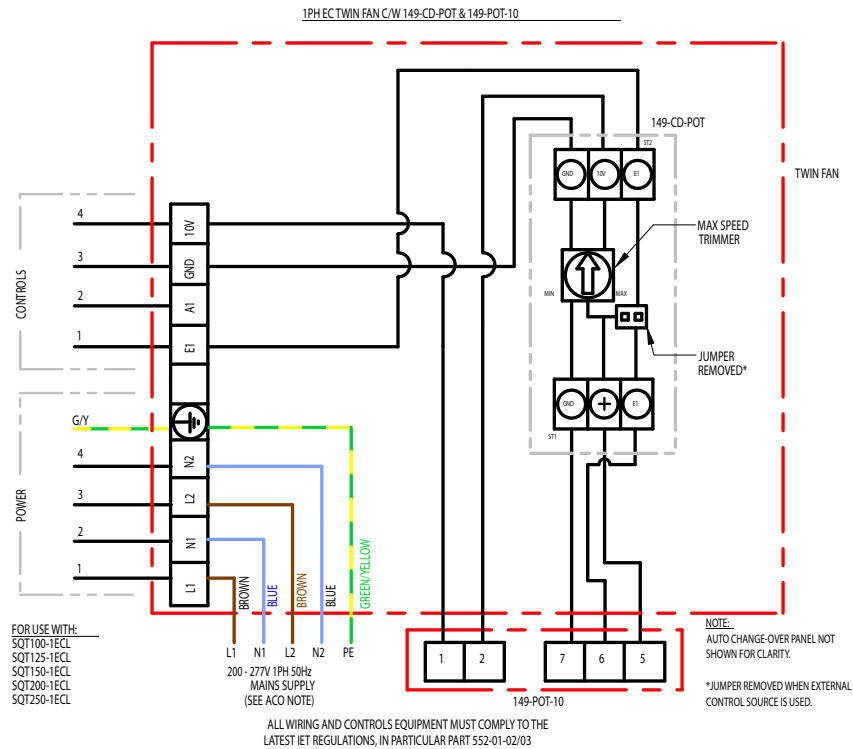 1PH EC TWIN FAN C/W 149-CD-POT & 149-POT-10
149-CD-POT
ST2
TWIN FAN
GND
10V
E1
MAX SPEED
TRIMMER
MIN
MAX
JUMPER
REMOVED*
GND
+
E1
ST1
CONTROLS
4
3
2
1
10V
GND
A1
E1
POWER
G/Y
4
3
2
1
N2
L2
N1
L1
BROWN
BLUE
BROWN
BLUE
GREEN/YELLOW
L1
N1
L2
N2
PE
200 - 277V 1PH 50Hz
MAINS SUPPLY
(SEE ACO NOTE)
FOR USE WITH:
SQT100-1ECL
SQT125-1ECL
SQT150-1ECL
SQT200-1ECL
SQT250-1ECL
1
2
7
6
5
149-POT-10
NOTE:
AUTO CHANGE-OVER PANEL NOT
SHOWN FOR CLARITY.
*JUMPER REMOVED WHEN EXTERNAL
CONTROL SOURCE IS USED.
ALL WIRING AND CONTROLS EQUIPMENT MUST COMPLY TO THE
LATEST IET REGULATIONS, IN PARTICULAR PART 552-01-02/03